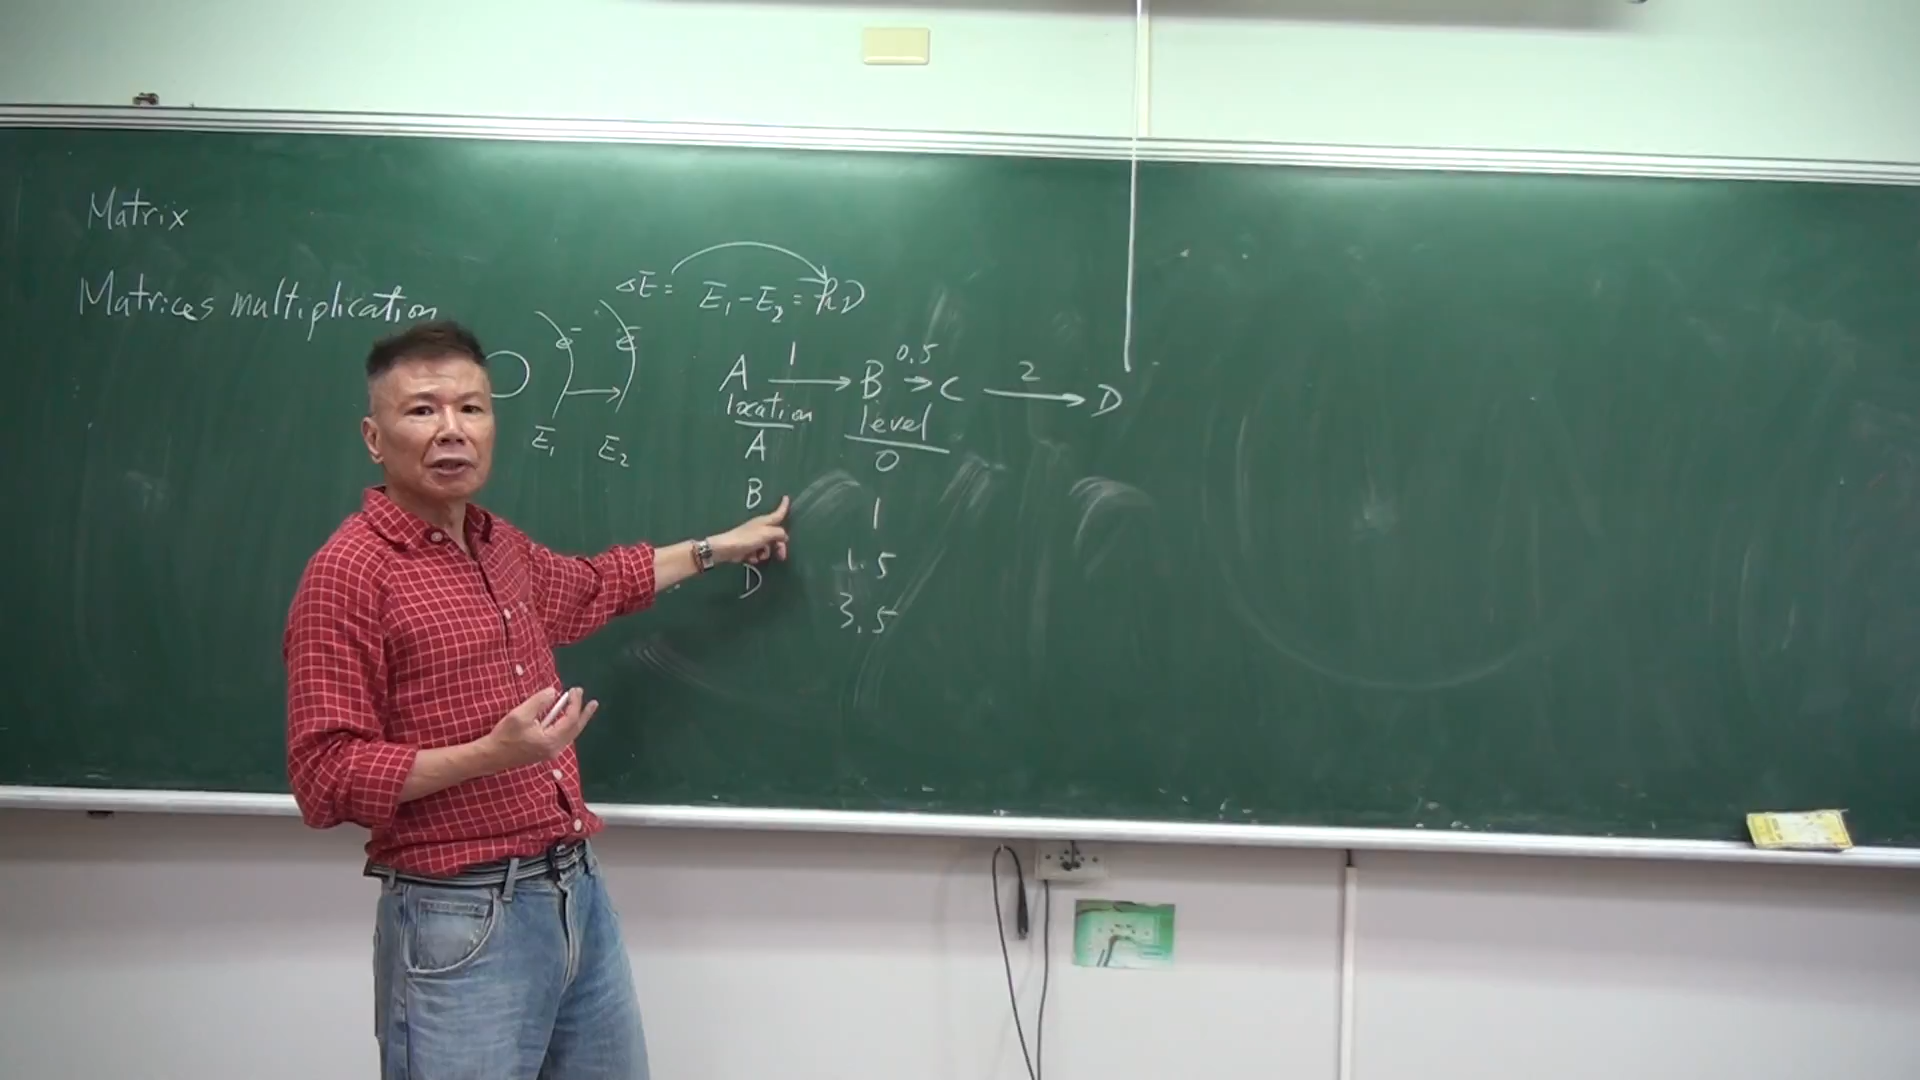 Matrix
Matrices multiplication
ΔE = E₁ - E₂ = hν
e⁻ e⁻
E₁ E₂
A 1→ B 0.5→ C 2→ D
location level
A 0
B 1
1.5
D 3.5